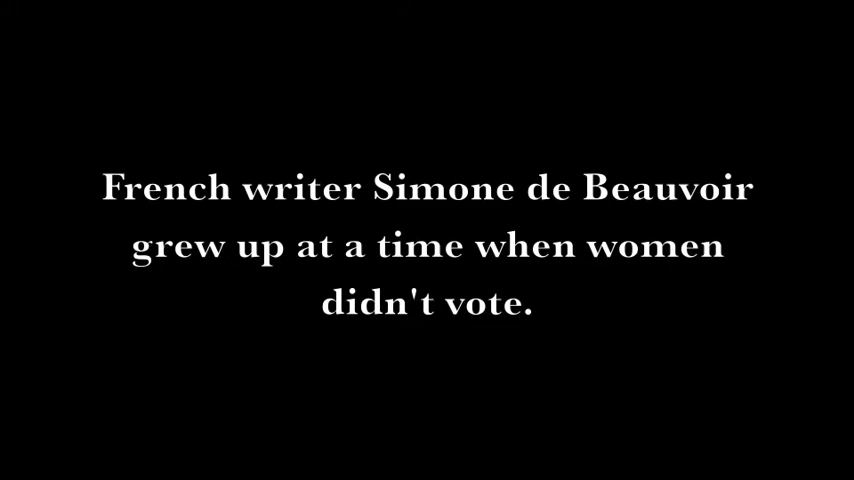 French writer Simone de Beauvoir
grew up at a time when women
didn't vote.